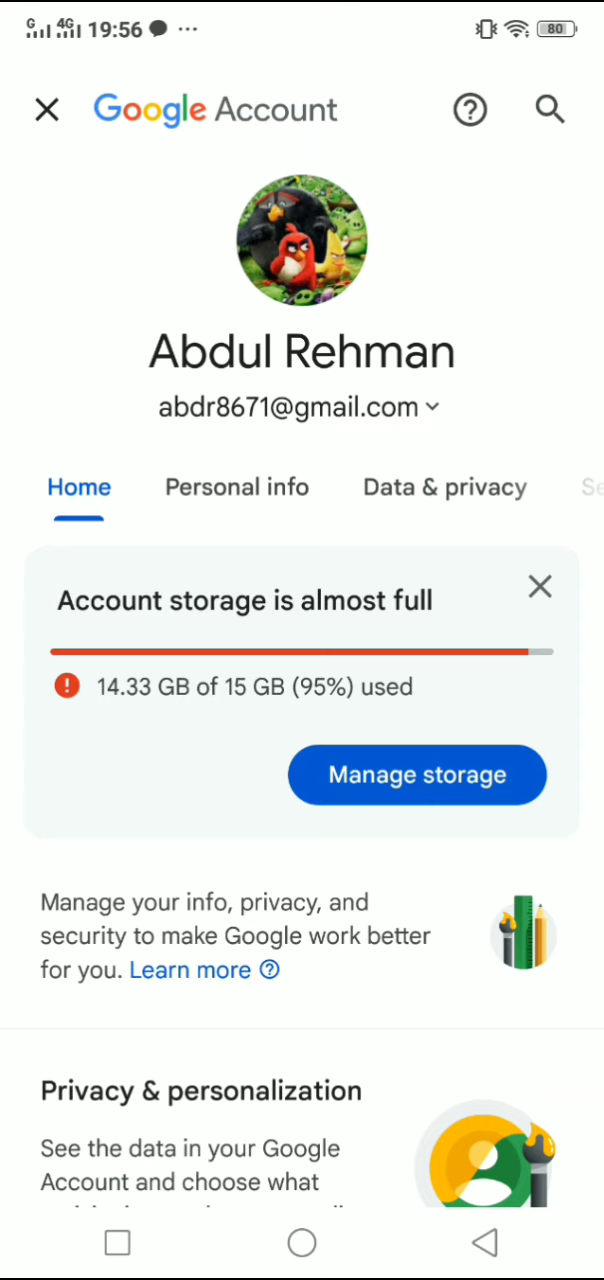 G 4G 19:56 80
Google Account
Abdul Rehman
abdr8671@gmail.com
Home Personal info Data & privacy Se
Account storage is almost full
14.33 GB of 15 GB (95%) used
Manage storage
Manage your info, privacy, and
security to make Google work better
for you. Learn more
Privacy & personalization
See the data in your Google
Account and choose what